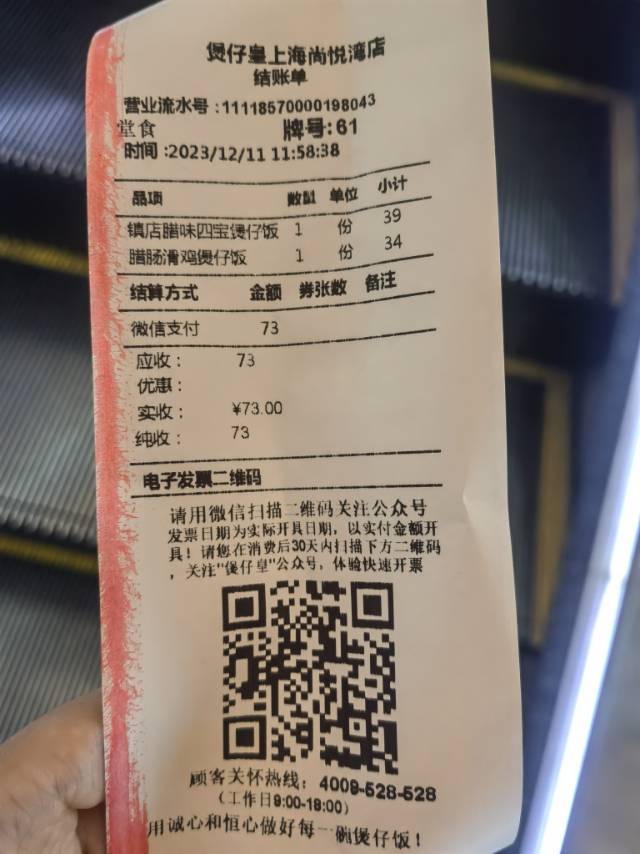 煲仔皇上海尚悦湾店
结账单
营业流水号:11118570000198043
堂食 牌号:61
时间:2023/12/11 11:58:38
品项 数量 单位 小计
镇店腊味四宝煲仔饭 1 份 39
腊肠滑鸡煲仔饭 1 份 34
结算方式 金额 券张数 备注
微信支付 73
应收: 73
优惠:
实收: ¥73.00
纯收: 73
电子发票二维码
请用微信扫描二维码关注公众号
发票日期为实际开具日期,以实付金额开
具!请您在消费后30天内扫描下方二维码
,关注"煲仔皇"公众号,体验快速开票
顾客关怀热线:4009-528-528
(工作日9:00-18:00)
用诚心和恒心做好每一碗煲仔饭!